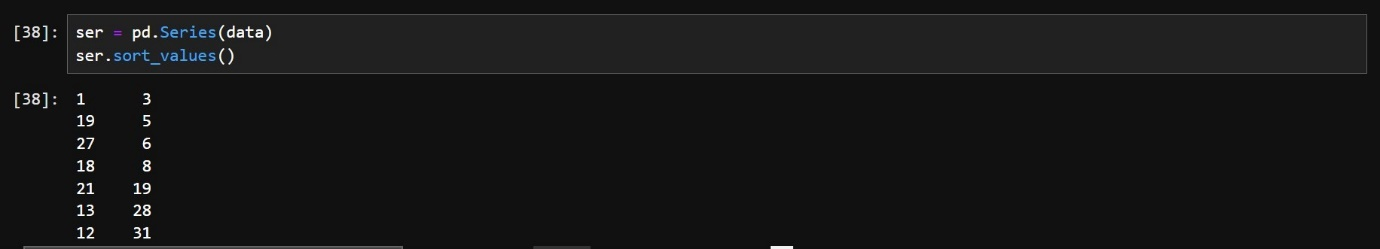 [38]: ser = pd.Series(data)
ser.sort_values()
[38]: 1 3
19 5
27 6
18 8
21 19
13 28
12 31